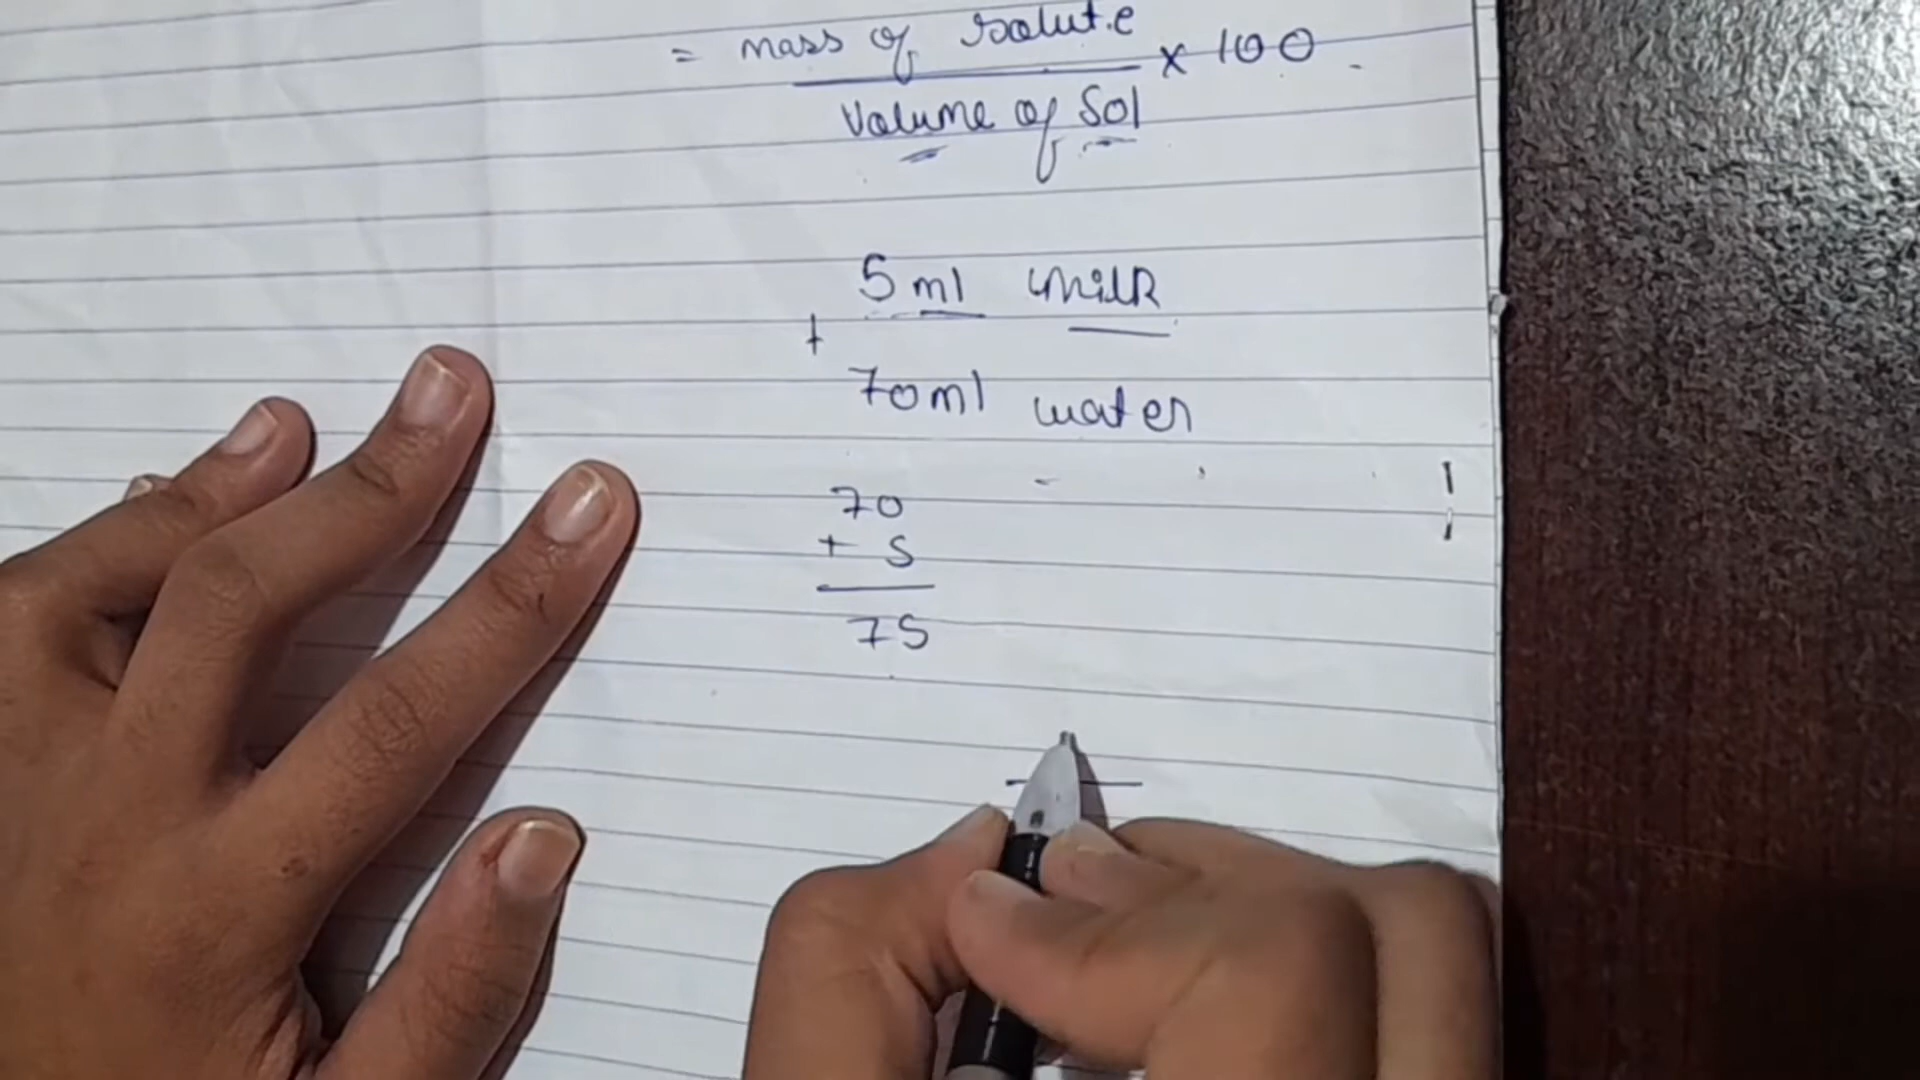 = mass of solute × 100
Volume of Sol
5 ml milk
+
70 ml water
70
+ 5
75